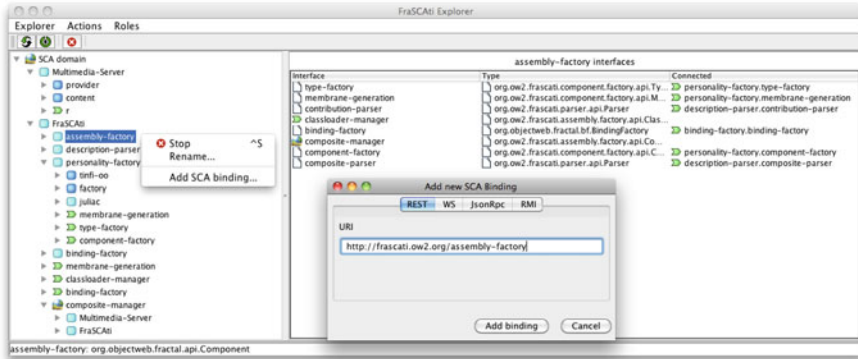 FraSCAti Explorer
Explorer Actions Roles
SCA domain
Multimedia-Server
provider
content
r
FraSCAti
assembly-factory
description-parser
personality-factory
tinfi-oo
factory
juliac
membrane-generation
type-factory
component-factory
binding-factory
membrane-generation
classloader-manager
binding-factory
composite-manager
Multimedia-Server
FraSCAti
Stop ^S
Rename...
Add SCA binding...
assembly-factory interfaces
Interface Type Connected
type-factory org.ow2.frascati.component.factory.api.Ty... personality-factory.type-factory
membrane-generation org.ow2.frascati.component.factory.api.M... personality-factory.membrane-generation
contribution-parser org.ow2.frascati.parser.api.Parser description-parser.contribution-parser
classloader-manager org.ow2.frascati.assembly.factory.api.Clas...
binding-factory org.objectweb.fractal.bf.BindingFactory binding-factory.binding-factory
composite-manager org.ow2.frascati.assembly.factory.api.Co...
component-factory org.ow2.frascati.component.factory.api.C... personality-factory.component-factory
composite-parser org.ow2.frascati.parser.api.Parser description-parser.composite-parser
Add new SCA Binding
REST WS JsonRpc RMI
URI
http://frascati.ow2.org/assembly-factory
Add binding Cancel
assembly-factory: org.objectweb.fractal.api.Component